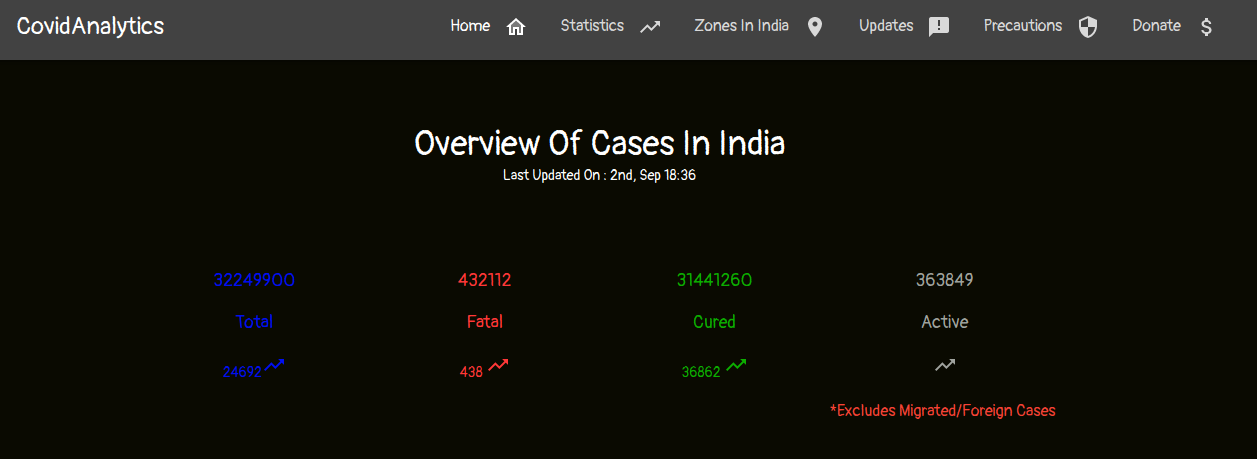 CovidAnalytics Home Statistics Zones In India Updates Precautions Donate
Overview Of Cases In India
Last Updated On : 2nd, Sep 18:36
32249900 432112 31441260 363849
Total Fatal Cured Active
24692 438 36862
*Excludes Migrated/Foreign Cases